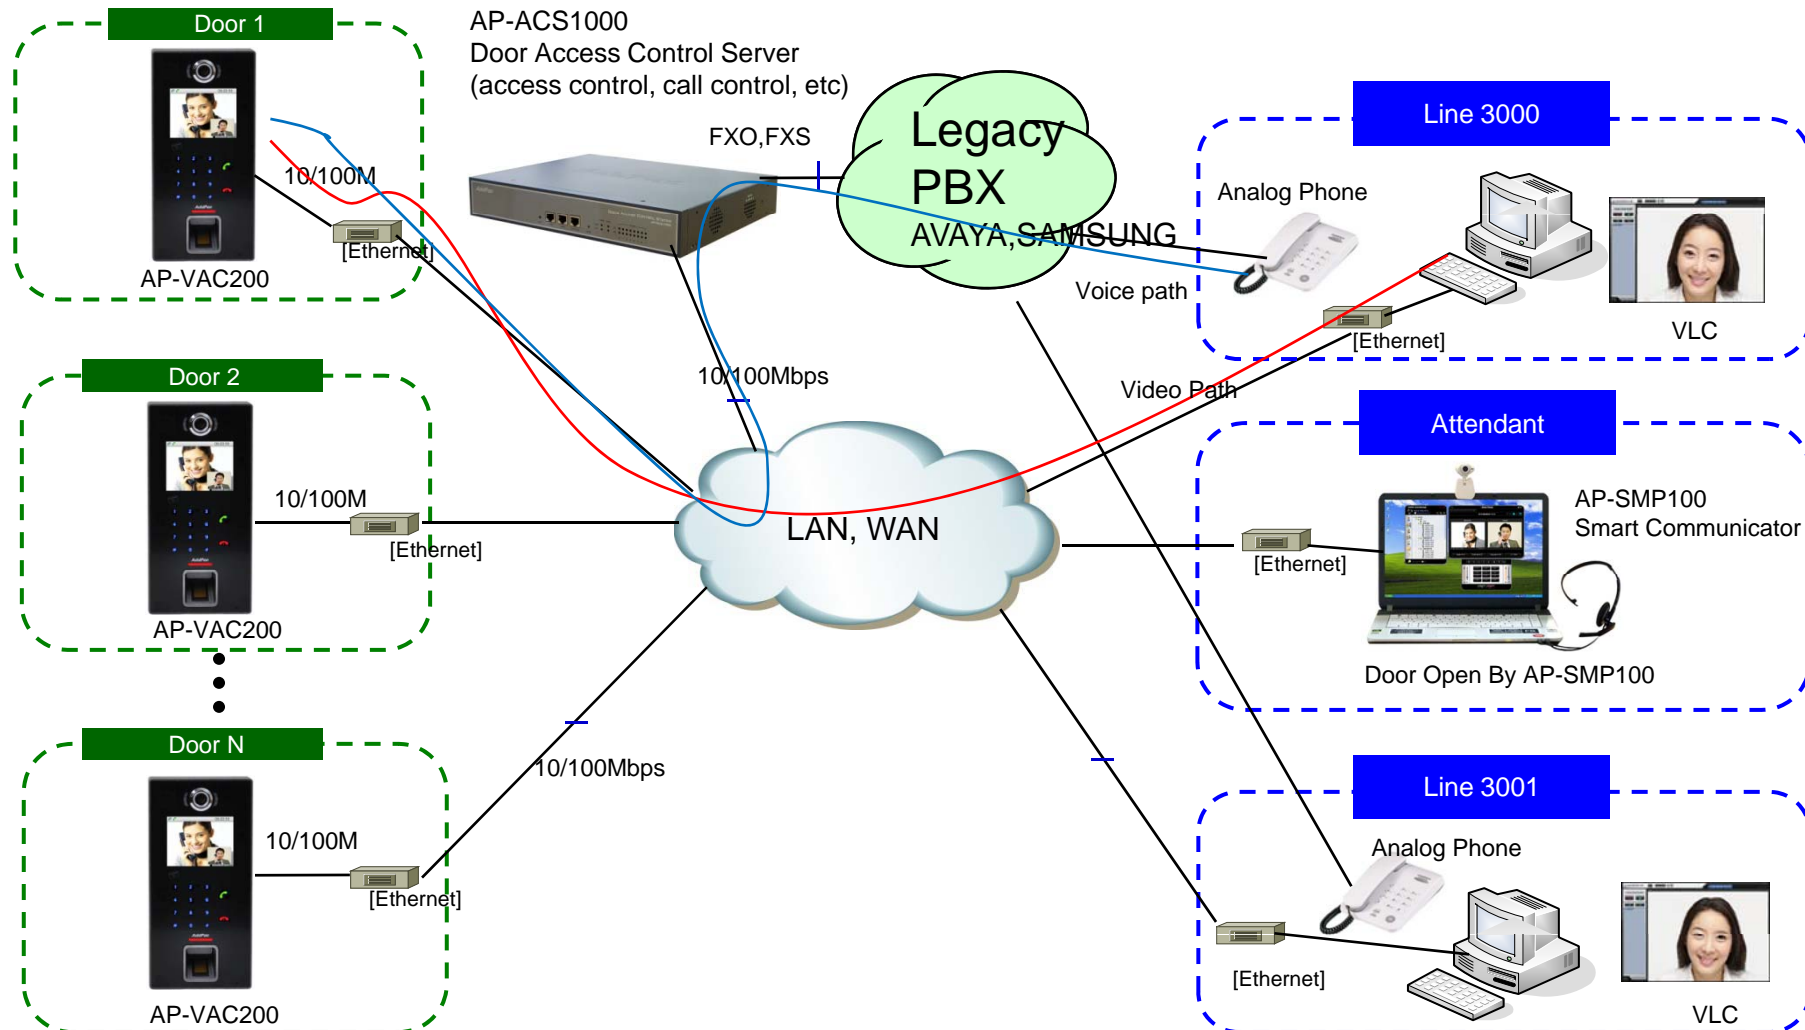 Door 1
AP-ACS1000
Door Access Control Server
(access control, call control, etc)
FXO,FXS
Legacy
PBX
AVAYA,SAMSUNG
Line 3000
Analog Phone
10/100M
[Ethernet]
AP-VAC200
Voice path
[Ethernet]
VLC
Door 2
10/100Mbps
Video Path
Attendant
10/100M
[Ethernet]
LAN, WAN
AP-SMP100
Smart Communicator
[Ethernet]
AP-VAC200
Door Open By AP-SMP100
Door N
10/100Mbps
Line 3001
10/100M
[Ethernet]
Analog Phone
[Ethernet]
AP-VAC200
VLC